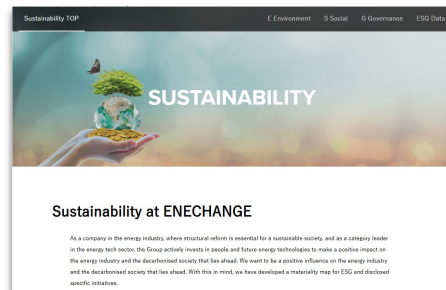 Sustainability TOP E Environment S Social G Governance ESG Data
SUSTAINABILITY
Sustainability at ENECHANGE
As a company in the energy industry, where structural reform is essential for a sustainable society, and as a category leader
in the energy tech sector, the Group actively invests in people and future energy technologies to make a positive impact on
the energy industry and the decarbonised society that lies ahead. We want to be a positive influence on the energy industry
and the decarbonised society that lies ahead. With this in mind, we have developed a materiality map for ESG and disclosed
specific initiatives.